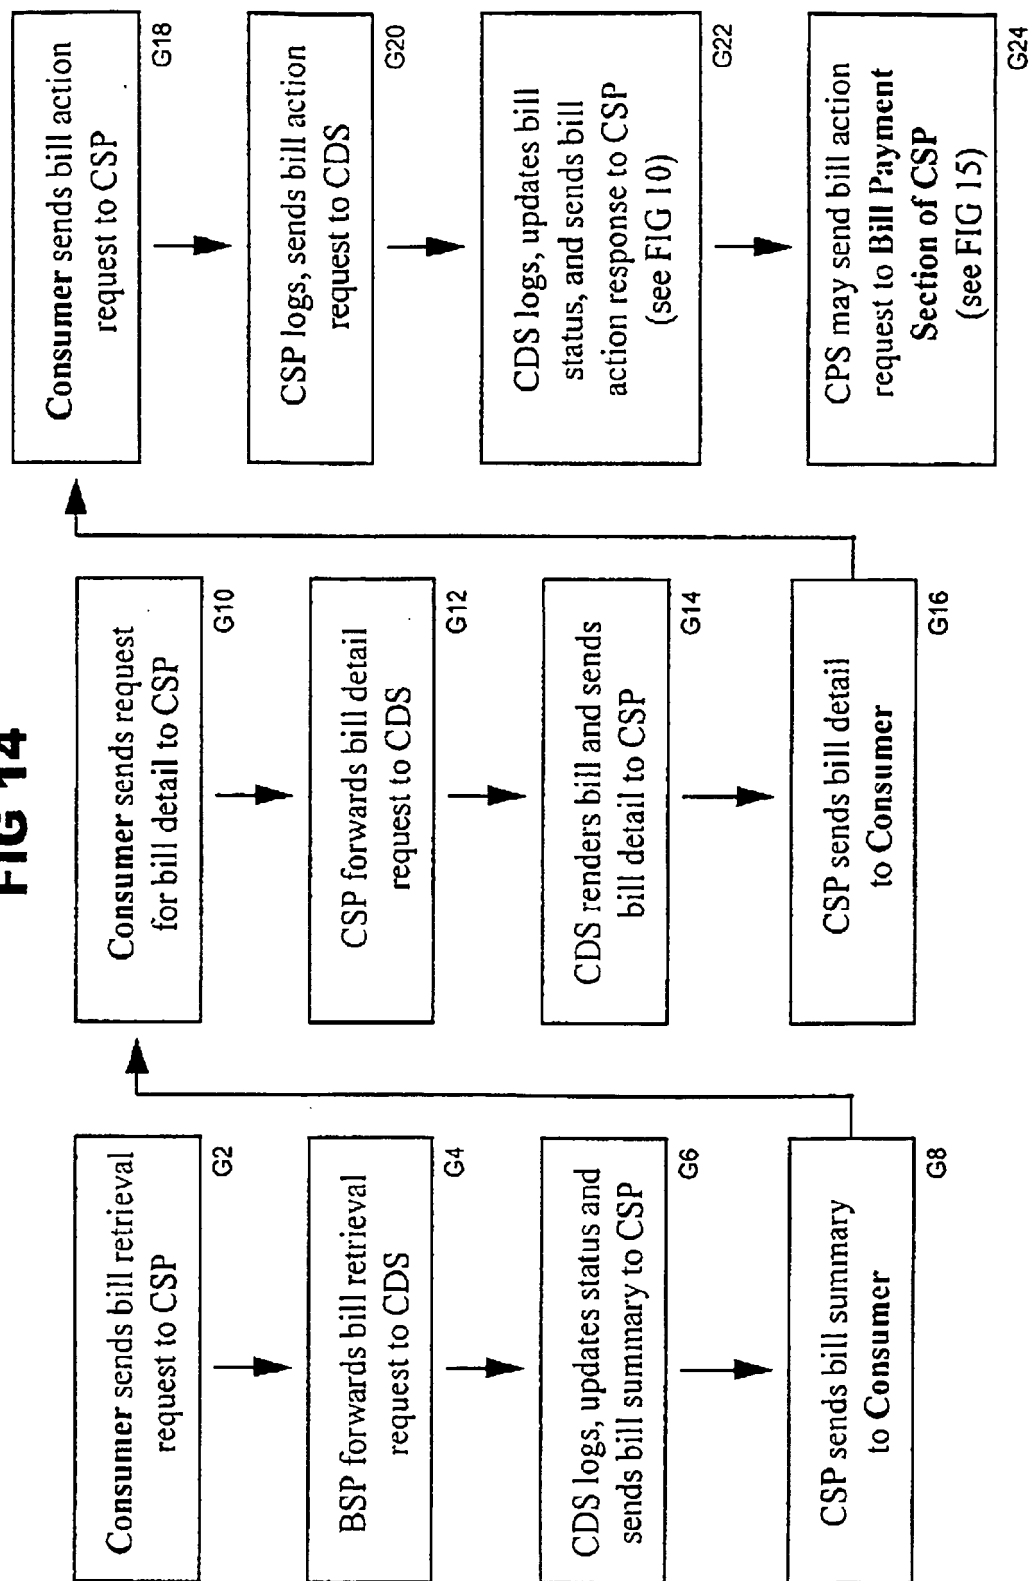 FIG 14
Consumer sends bill retrieval
request to CSP
G2
BSP forwards bill retrieval
request to CDS
G4
CDS logs, updates status and
sends bill summary to CSP
G6
CSP sends bill summary
to Consumer
G8
Consumer sends request
for bill detail to CSP
G10
CSP forwards bill detail
request to CDS
G12
CDS renders bill and sends
bill detail to CSP
G14
CSP sends bill detail
to Consumer
G16
Consumer sends bill action
request to CSP
G18
CSP logs, sends bill action
request to CDS
G20
CDS logs, updates bill
status, and sends bill
action response to CSP
(see FIG 10)
G22
CPS may send bill action
request to Bill Payment
Section of CSP
(see FIG 15)
G24